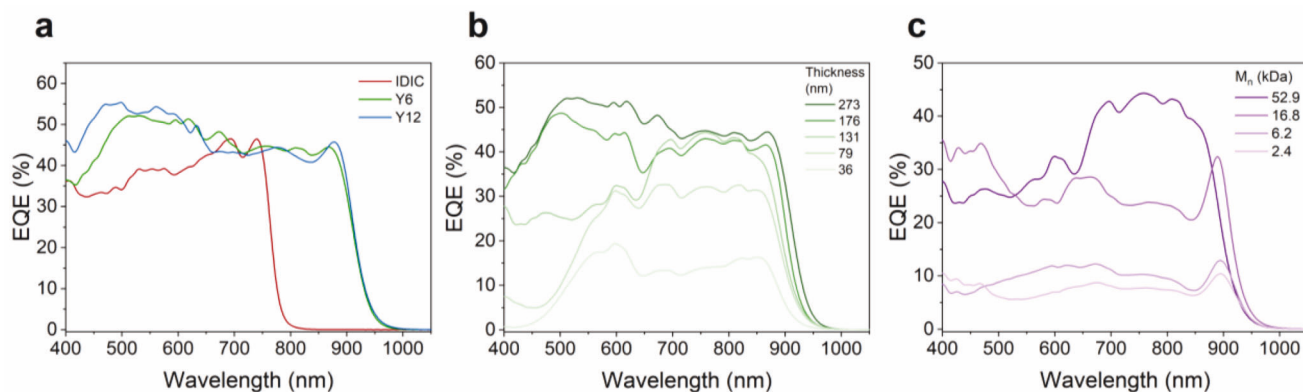 a
EQE (%)
60
50
40
30
20
10
0
400 500 600 700 800 900 1000
Wavelength (nm)
IDIC
Y6
Y12
b
EQE (%)
60
50
40
30
20
10
0
400 500 600 700 800 900 1000
Wavelength (nm)
Thickness
(nm)
273
176
131
79
36
c
EQE (%)
50
40
30
20
10
0
400 500 600 700 800 900 1000
Wavelength (nm)
Mn (kDa)
52.9
16.8
6.2
2.4